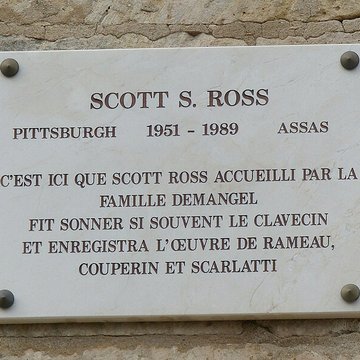 SCOTT S. ROSS
PITTSBURGH 1951 - 1989 ASSAS
C'EST ICI QUE SCOTT ROSS ACCUEILLI PAR LA
FAMILLE DEMANGEL
FIT SONNER SI SOUVENT LE CLAVECIN
ET ENREGISTRA L'ŒUVRE DE RAMEAU,
COUPERIN ET SCARLATTI